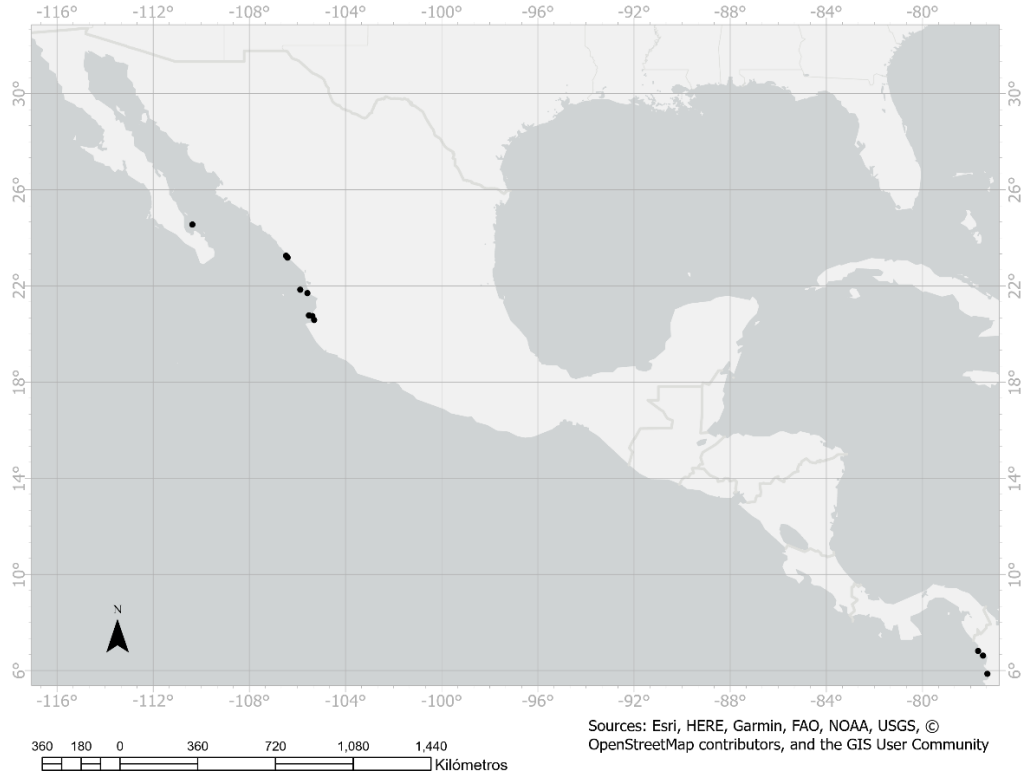 -116° -112° -108° -104° -100° -96° -92° -88° -84° -80°
30° 30°
26° 26°
22° 22°
18° 18°
14° 14°
10° 10°
N
6° 6°
-116° -112° -108° -104° -100° -96° -92° -88° -84° -80°
Sources: Esri, HERE, Garmin, FAO, NOAA, USGS, ©
OpenStreetMap contributors, and the GIS User Community
360 180 0 360 720 1,080 1,440
Kilómetros